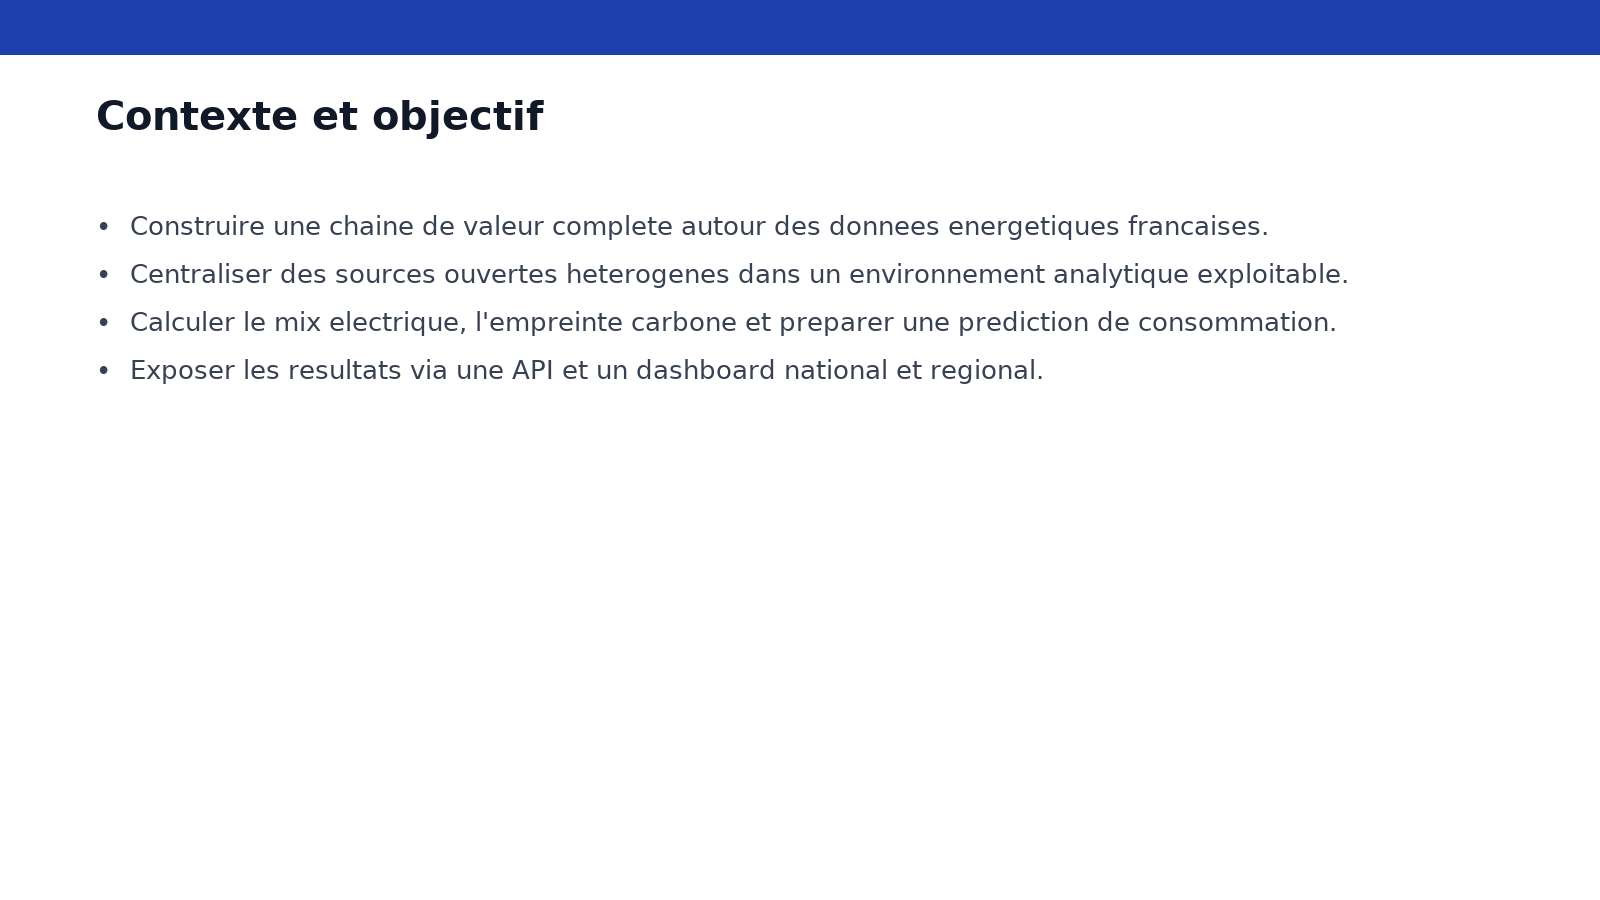 Contexte et objectif
• Construire une chaine de valeur complete autour des donnees energetiques francaises.
• Centraliser des sources ouvertes heterogenes dans un environnement analytique exploitable.
• Calculer le mix electrique, l'empreinte carbone et preparer une prediction de consommation.
• Exposer les resultats via une API et un dashboard national et regional.